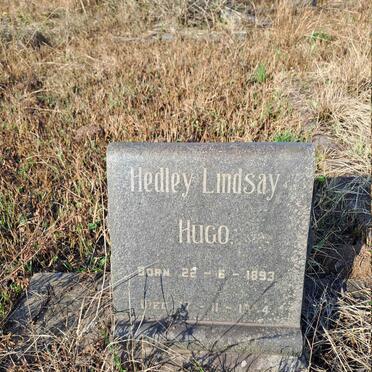 Hedley Lindsay
Hugo.
Born 22 - 6 - 1893
Died